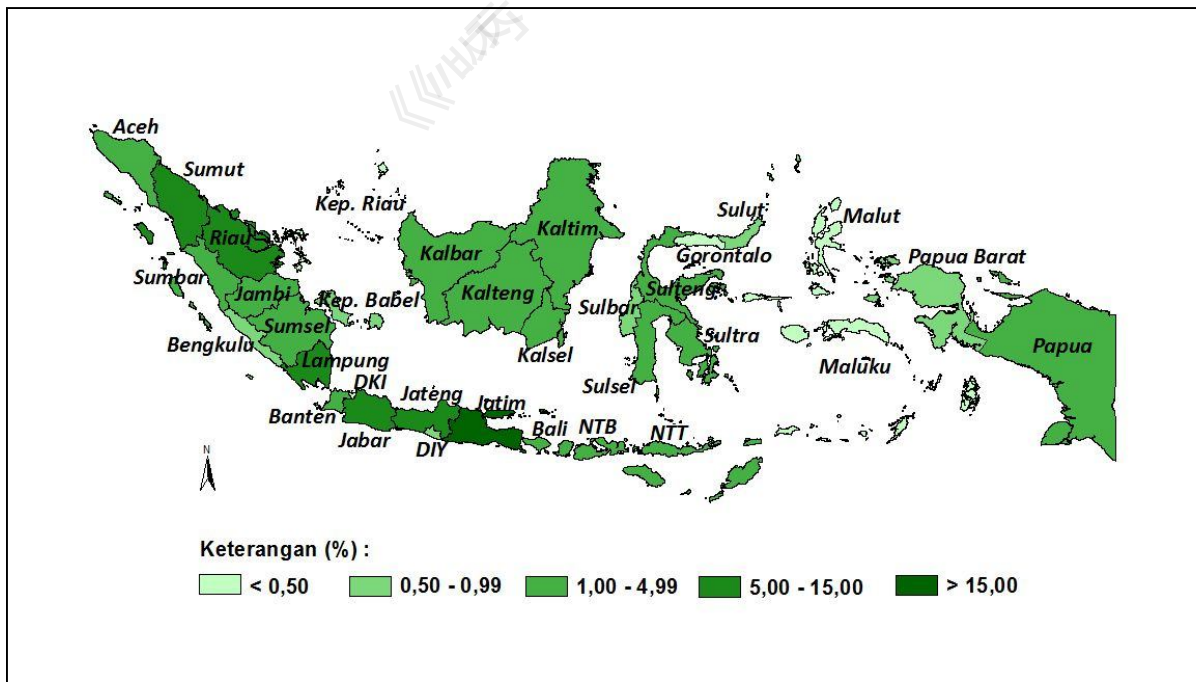 Aceh
Sumut
Kep. Riau
Riau
Sumbar
Jambi
Kep. Babel
Sumsel
Bengkulu
Lampung
DKI
Banten
Jabar
Jateng
DIY
Jatim
Bali
NTB
NTT
Kalbar
Kalteng
Kaltim
Kalsel
Sulut
Gorontalo
Sulteng
Sulbar
Sultra
Sulsel
Malut
Maluku
Papua Barat
Papua
N
Keterangan (%) :
< 0,50
0,50 - 0,99
1,00 - 4,99
5,00 - 15,00
> 15,00